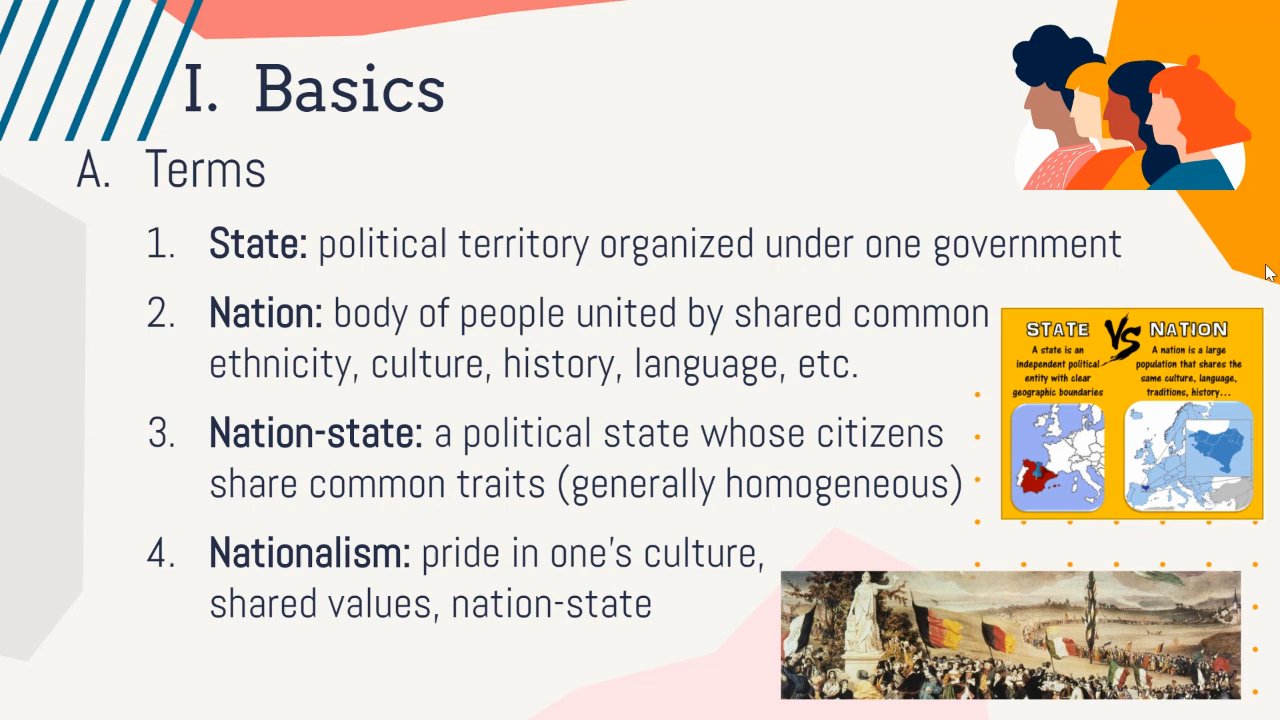 I. Basics
A. Terms
1. State: political territory organized under one government
2. Nation: body of people united by shared common
ethnicity, culture, history, language, etc.
3. Nation-state: a political state whose citizens
share common traits (generally homogeneous)
4. Nationalism: pride in one's culture,
shared values, nation-state
STATE VS NATION
A state is an
independent political
entity with clear
geographic boundaries
A nation is a large
population that shares the
same culture, language,
traditions, history...